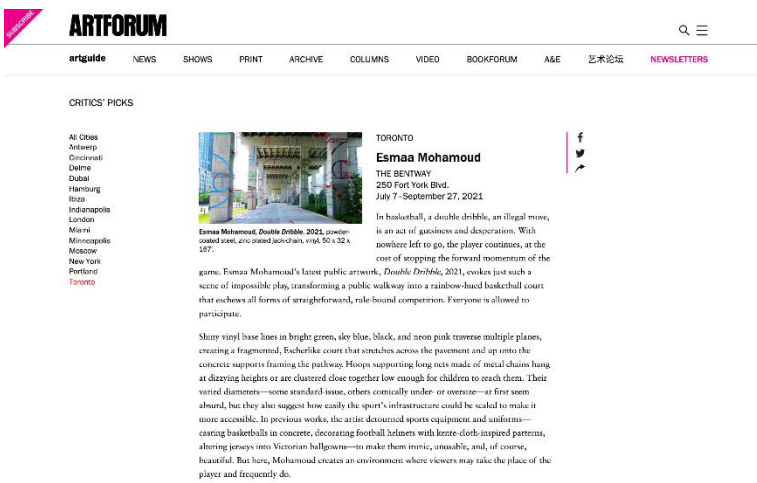 SUBSCRIBE
ARTFORUM
artguide NEWS SHOWS PRINT ARCHIVE COLUMNS VIDEO BOOKFORUM A&E 艺术论坛 NEWSLETTERS
CRITICS' PICKS
All Cities
Antwerp
Cincinnati
Delme
Dubai
Hamburg
Ibiza
Indianapolis
London
Miami
Minneapolis
Moscow
New York
Portland
Toronto
Esmaa Mohamoud, Double Dribble, 2021, powder-
coated steel, zinc plated jack-chain, vinyl. 50 x 32 x
167'.
TORONTO
Esmaa Mohamoud
THE BENTWAY
250 Fort York Blvd.
July 7–September 27, 2021
In basketball, a double dribble, an illegal move,
is an act of gutsiness and desperation. With
nowhere left to go, the player continues, at the
cost of stopping the forward momentum of the
game. Esmaa Mohamoud's latest public artwork, Double Dribble, 2021, evokes just such a
scene of impossible play, transforming a public walkway into a rainbow-hued basketball court
that eschews all forms of straightforward, rule-bound competition. Everyone is allowed to
participate.
Shiny vinyl base lines in bright green, sky blue, black, and neon pink traverse multiple planes,
creating a fragmented, Escherlike court that stretches across the pavement and up onto the
concrete supports framing the pathway. Hoops supporting long nets made of metal chains hang
at dizzying heights or are clustered close together low enough for children to reach them. Their
varied diameters—some standard-issue, others comically under- or oversize—at first seem
absurd, but they also suggest how easily the sport's infrastructure could be scaled to make it
more accessible. In previous works, the artist detourned sports equipment and uniforms—
casting basketballs in concrete, decorating football helmets with kente-cloth-inspired patterns,
altering jerseys into Victorian ballgowns—to make them ironic, unusable, and, of course,
beautiful. But here, Mohamoud creates an environment where viewers may take the place of the
player and frequently do.